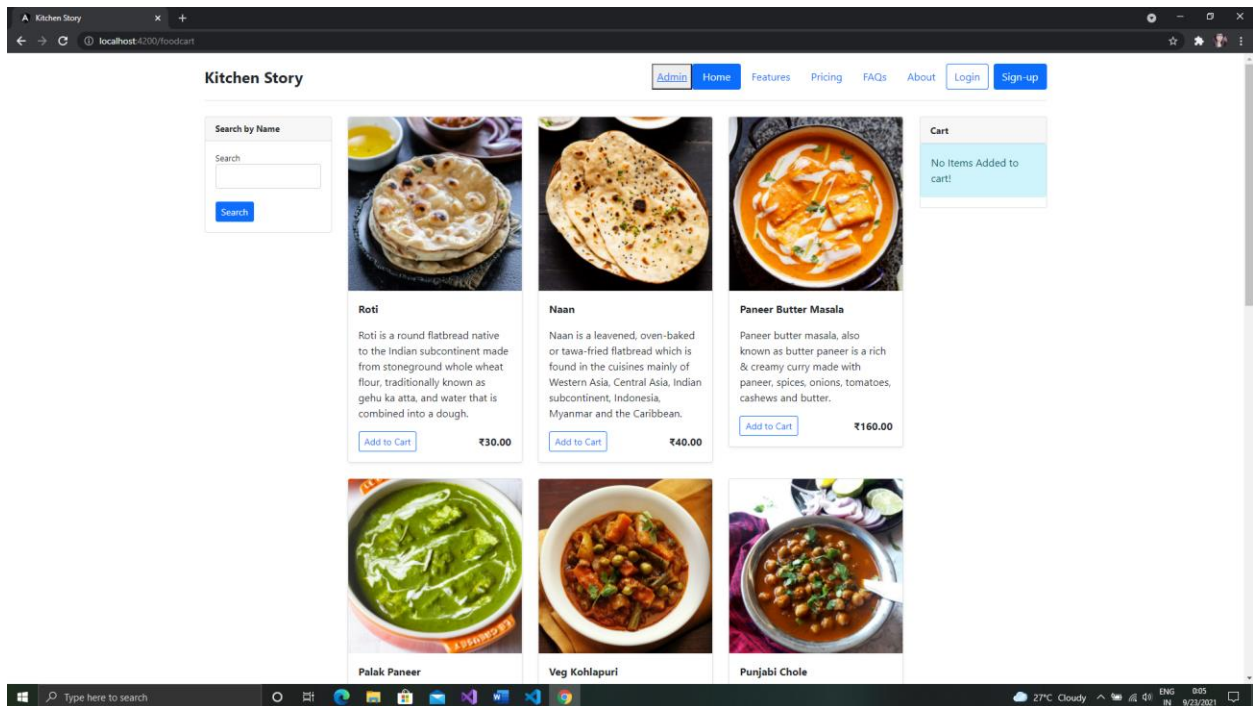 Kitchen Story
localhost:4200/foodcart
Kitchen Story
Admin Home Features Pricing FAQs About Login Sign-up
Search by Name
Search
Search
Roti
Roti is a round flatbread native
to the Indian subcontinent made
from stoneground whole wheat
flour, traditionally known as
gehu ka atta, and water that is
combined into a dough.
Add to Cart ₹30.00
Naan
Naan is a leavened, oven-baked
or tawa-fried flatbread which is
found in the cuisines mainly of
Western Asia, Central Asia, Indian
subcontinent, Indonesia,
Myanmar and the Caribbean.
Add to Cart ₹40.00
Paneer Butter Masala
Paneer butter masala, also
known as butter paneer is a rich
& creamy curry made with
paneer, spices, onions, tomatoes,
cashews and butter.
Add to Cart ₹160.00
Cart
No Items Added to
cart!
Palak Paneer
Veg Kohlapuri
Punjabi Chole
Type here to search
27°C Cloudy
ENG
IN
0:05
9/23/2021